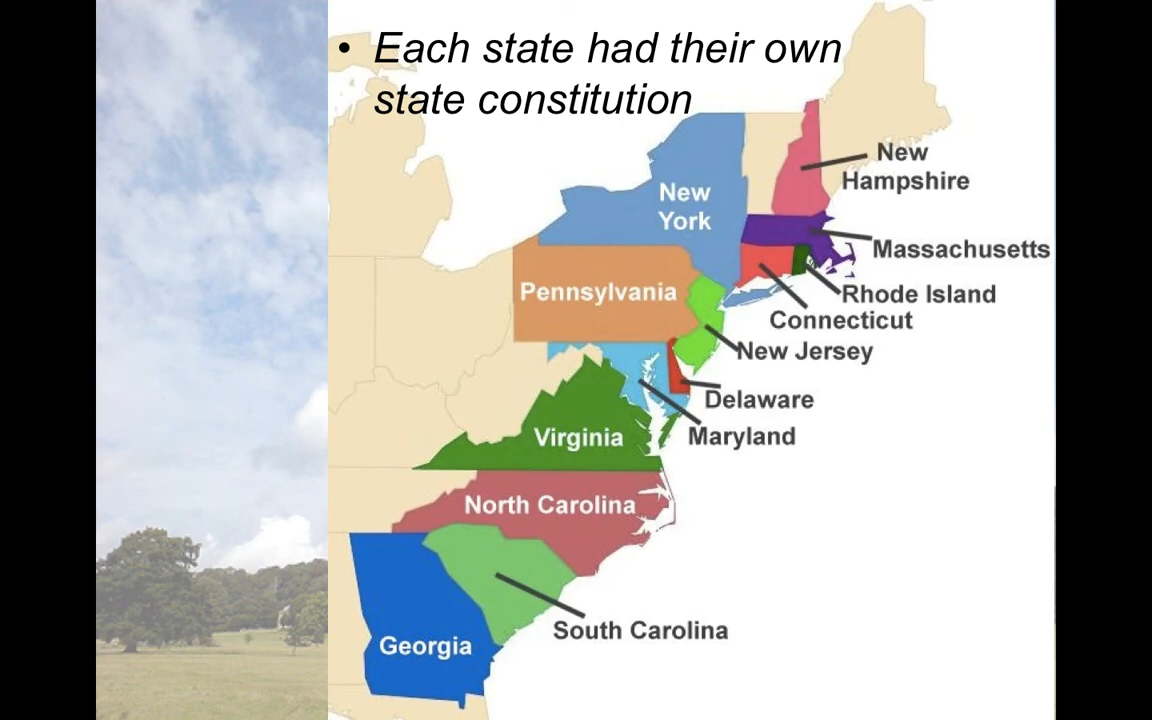 • Each state had their own
state constitution
New
Hampshire
New
York
Massachusetts
Pennsylvania
Rhode Island
Connecticut
New Jersey
Delaware
Maryland
Virginia
North Carolina
South Carolina
Georgia